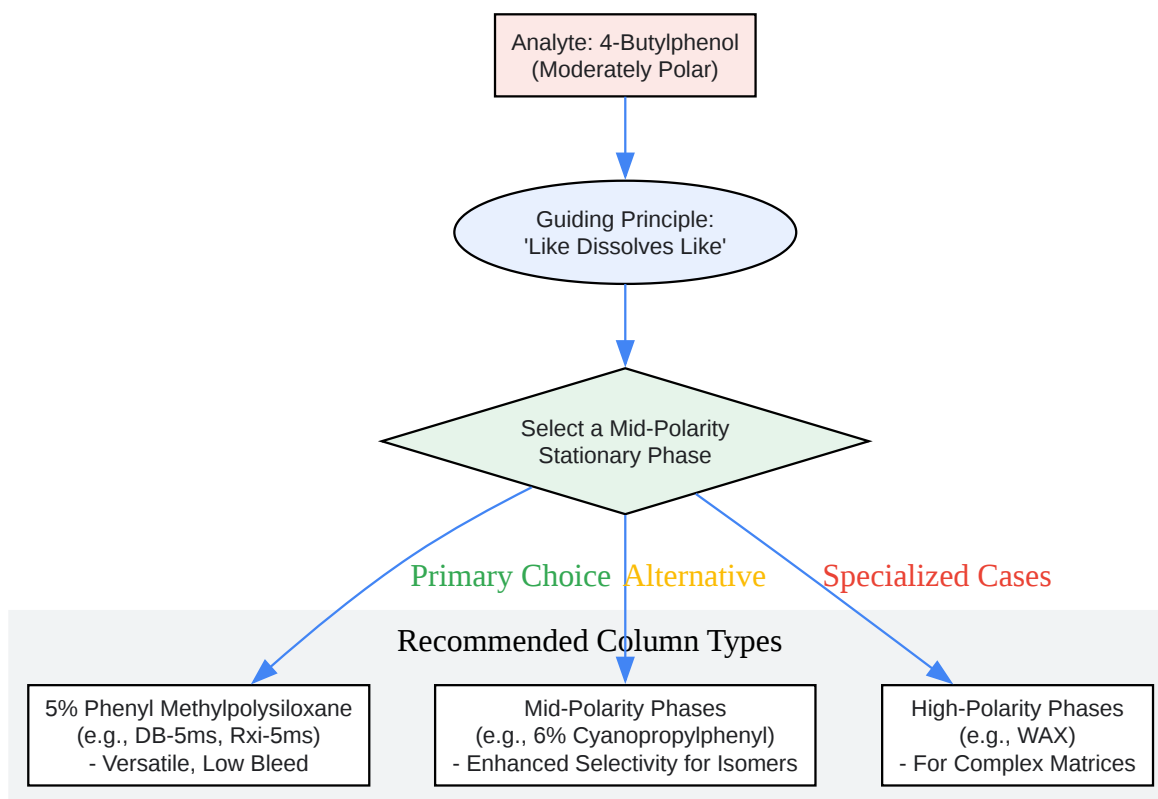 Analyte: 4-Butylphenol
(Moderately Polar)
Guiding Principle:
'Like Dissolves Like'
Select a Mid-Polarity
Stationary Phase
Primary Choice
Alternative
Specialized Cases
Recommended Column Types
5% Phenyl Methylpolysiloxane
(e.g., DB-5ms, Rxi-5ms)
- Versatile, Low Bleed
Mid-Polarity Phases
(e.g., 6% Cyanopropylphenyl)
- Enhanced Selectivity for Isomers
High-Polarity Phases
(e.g., WAX)
- For Complex Matrices